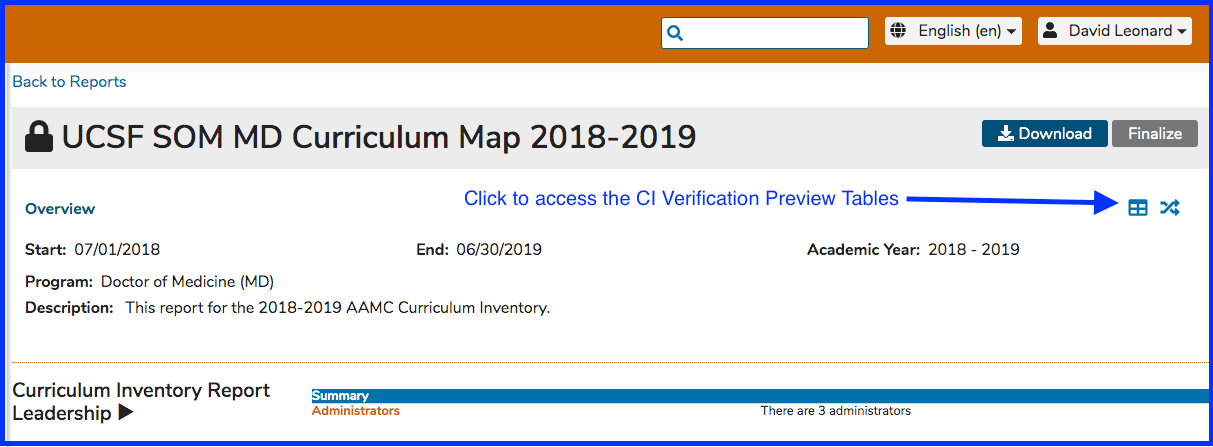 English (en)
David Leonard
Back to Reports
UCSF SOM MD Curriculum Map 2018-2019
Download
Finalize
Click to access the CI Verification Preview Tables
Overview
Start: 07/01/2018 End: 06/30/2019 Academic Year: 2018 - 2019
Program: Doctor of Medicine (MD)
Description: This report for the 2018-2019 AAMC Curriculum Inventory.
Curriculum Inventory Report
Leadership
Summary
Administrators There are 3 administrators